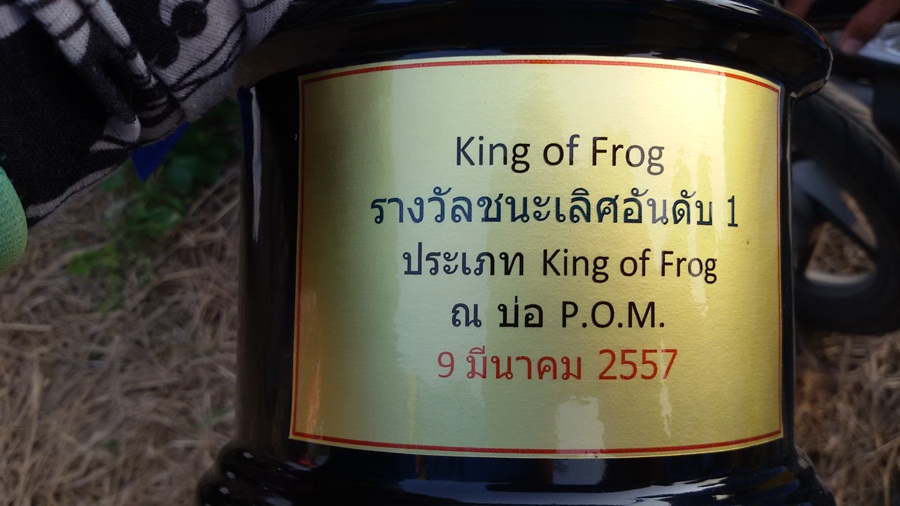 King of Frog
รางวัลชนะเลิศอันดับ 1
ประเภท King of Frog
ณ บ่อ P.O.M.
9 มีนาคม 2557